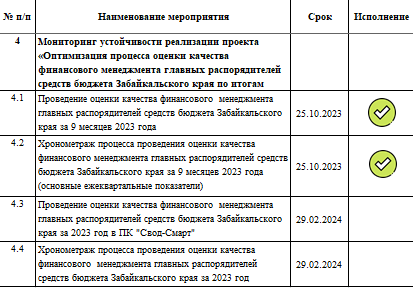 № п/п Наименование мероприятия Срок Исполнение
4 Мониторинг устойчивости реализации проекта
«Оптимизация процесса оценки качества
финансового менеджмента главных распорядителей
средств бюджета Забайкальского края по итогам
4.1 Проведение оценки качества финансового менеджмента
главных распорядителей средств бюджета Забайкальского
края за 9 месяцев 2023 года
25.10.2023
4.2 Хронометраж процесса проведения оценки качества
финансового менеджмента главных распорядителей средств
бюджета Забайкальского края за 9 месяцев 2023 года
(основные ежеквартальные показатели)
25.10.2023
4.3 Проведение оценки качества финансового менеджмента
главных распорядителей средств бюджета Забайкальского
края за 2023 год в ПК "Свод-Смарт"
29.02.2024
4.4 Хронометраж процесса проведения оценки качества
финансового менеджмента главных распорядителей
средств бюджета Забайкальского края за 2023 год
29.02.2024